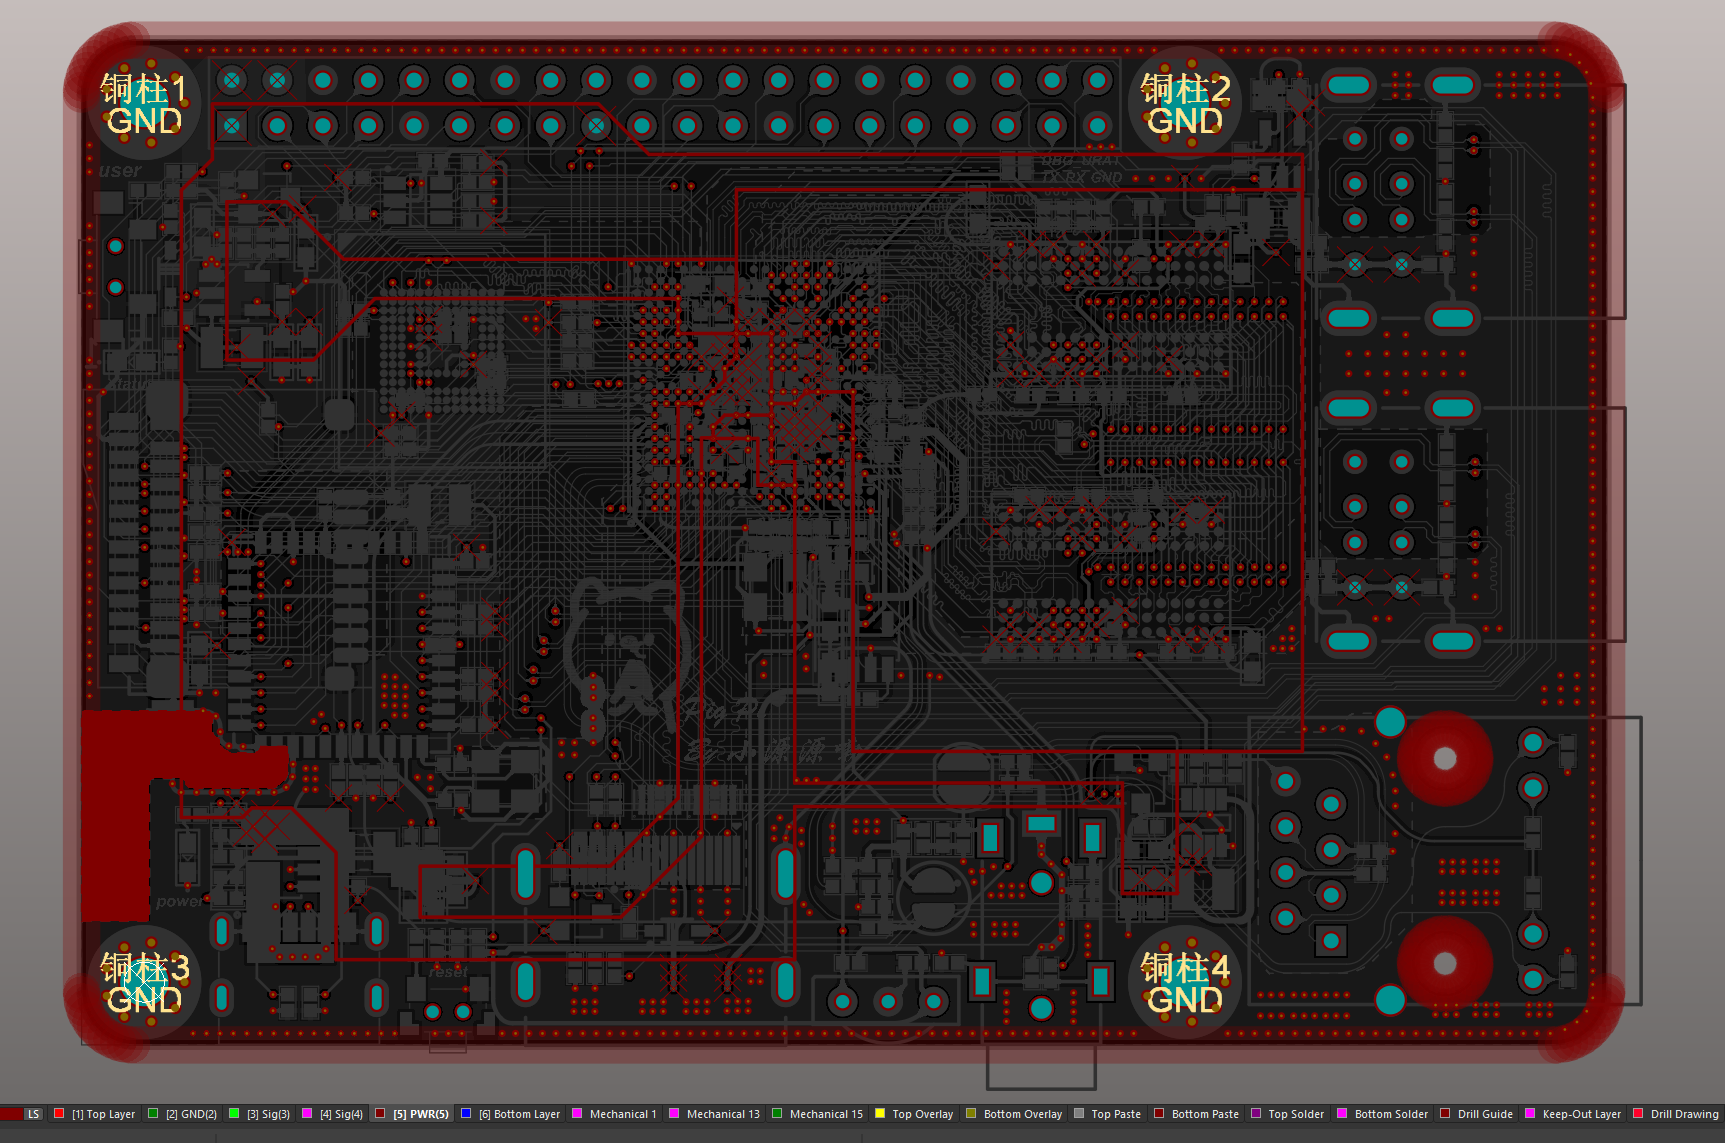 铜柱1
GND
铜柱2
GND
DBG URAT
TX RX GND
user
power
reset
铜柱3
GND
铜柱4
GND
LS
[1] Top Layer
[2] GND(2)
[3] Sig(3)
[4] Sig(4)
[5] PWR(5)
[6] Bottom Layer
Mechanical 1
Mechanical 13
Mechanical 15
Top Overlay
Bottom Overlay
Top Paste
Bottom Paste
Top Solder
Bottom Solder
Drill Guide
Keep-Out Layer
Drill Drawing